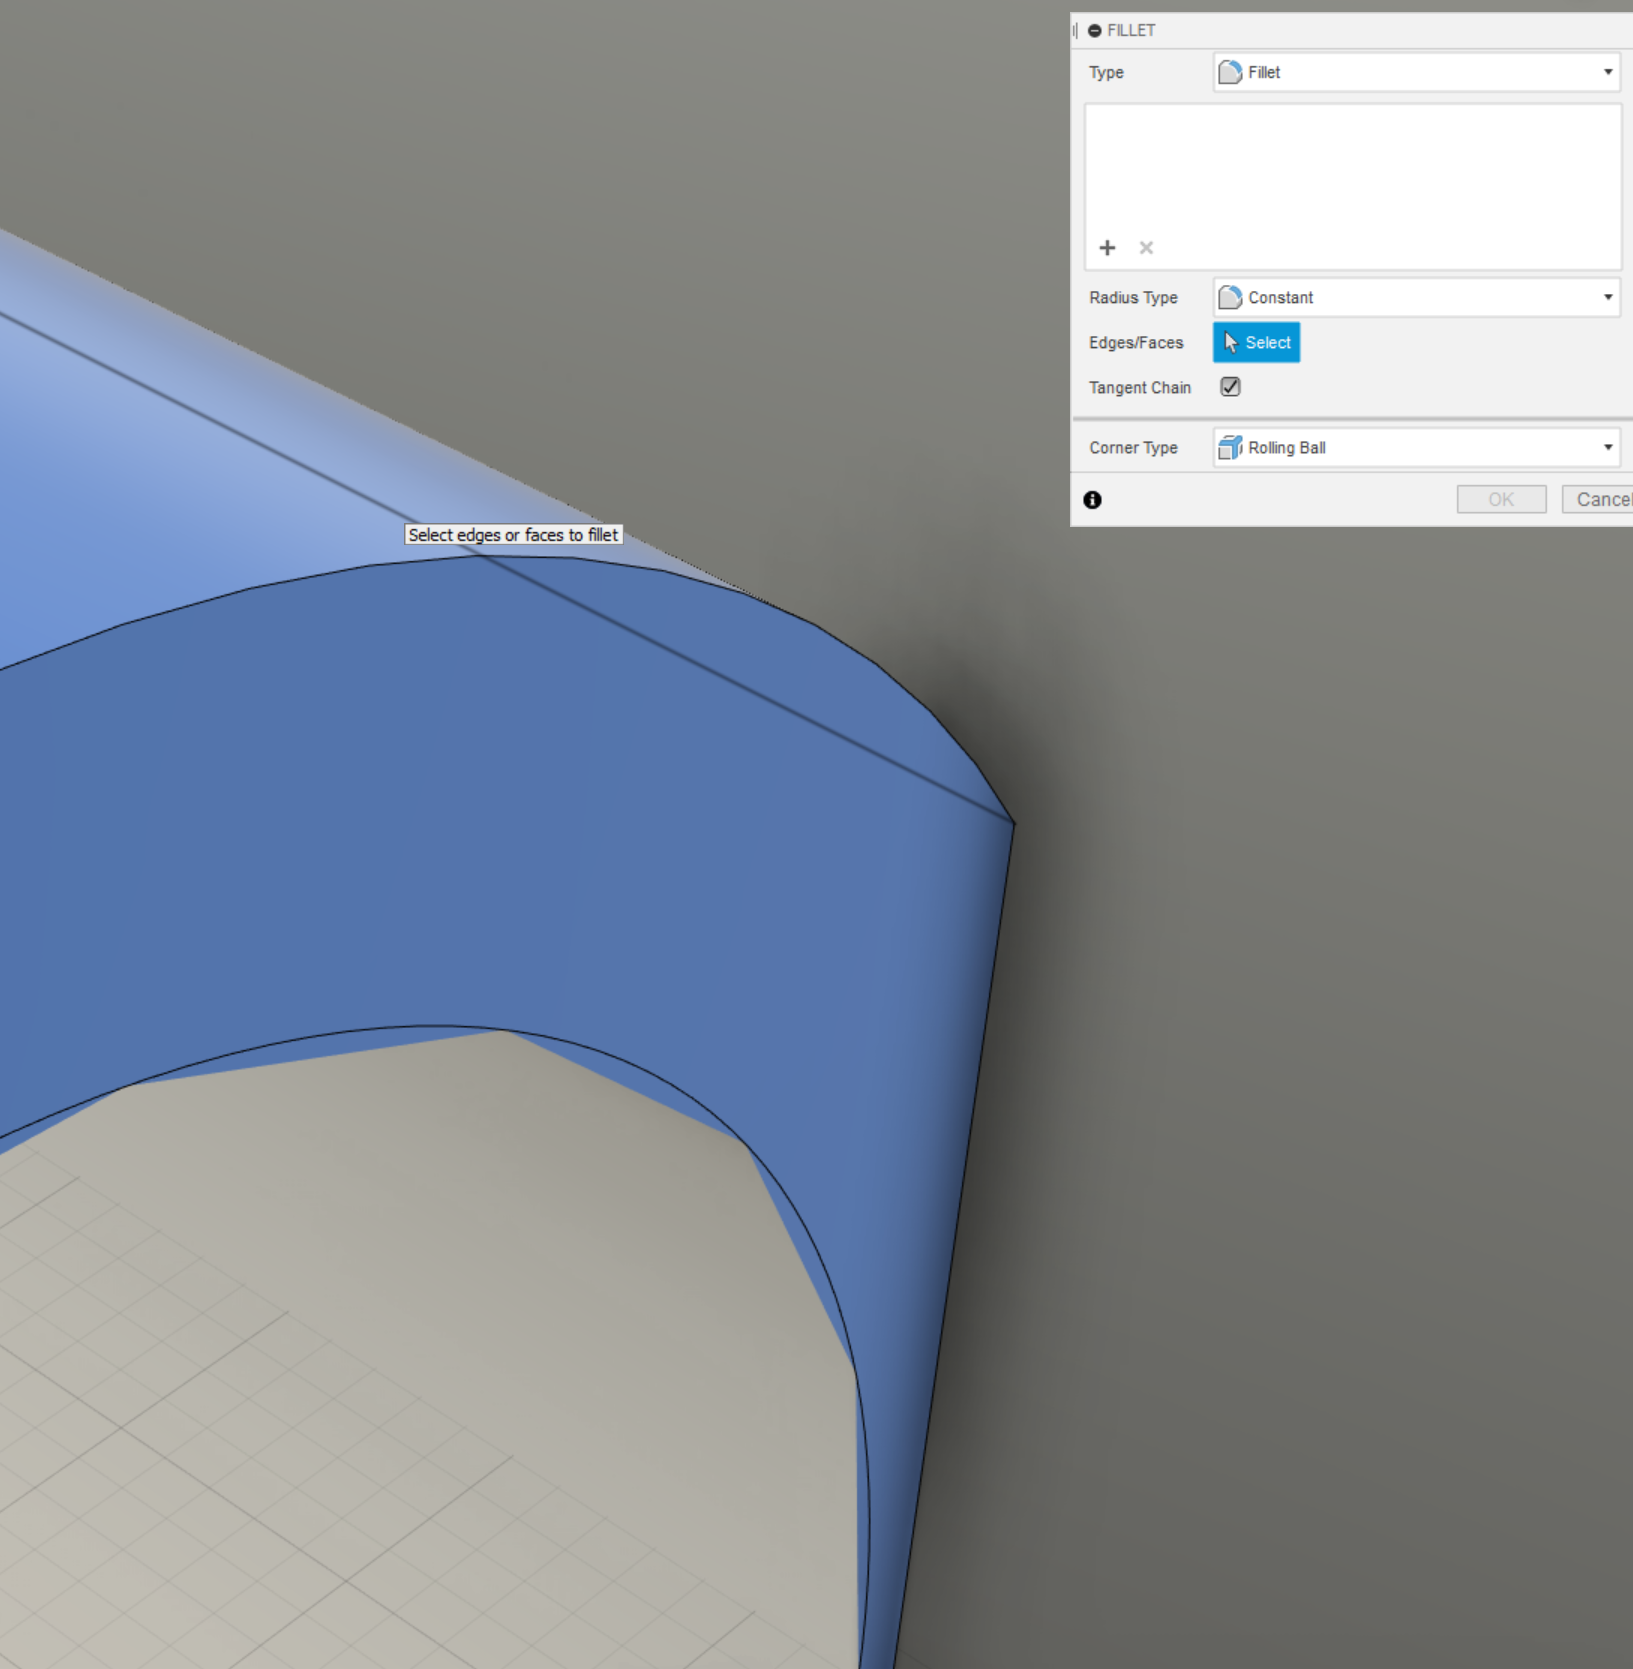 FILLET
Type
Fillet
Radius Type
Constant
Edges/Faces
Select
Tangent Chain
Corner Type
Rolling Ball
OK
Cancel
Select edges or faces to fillet